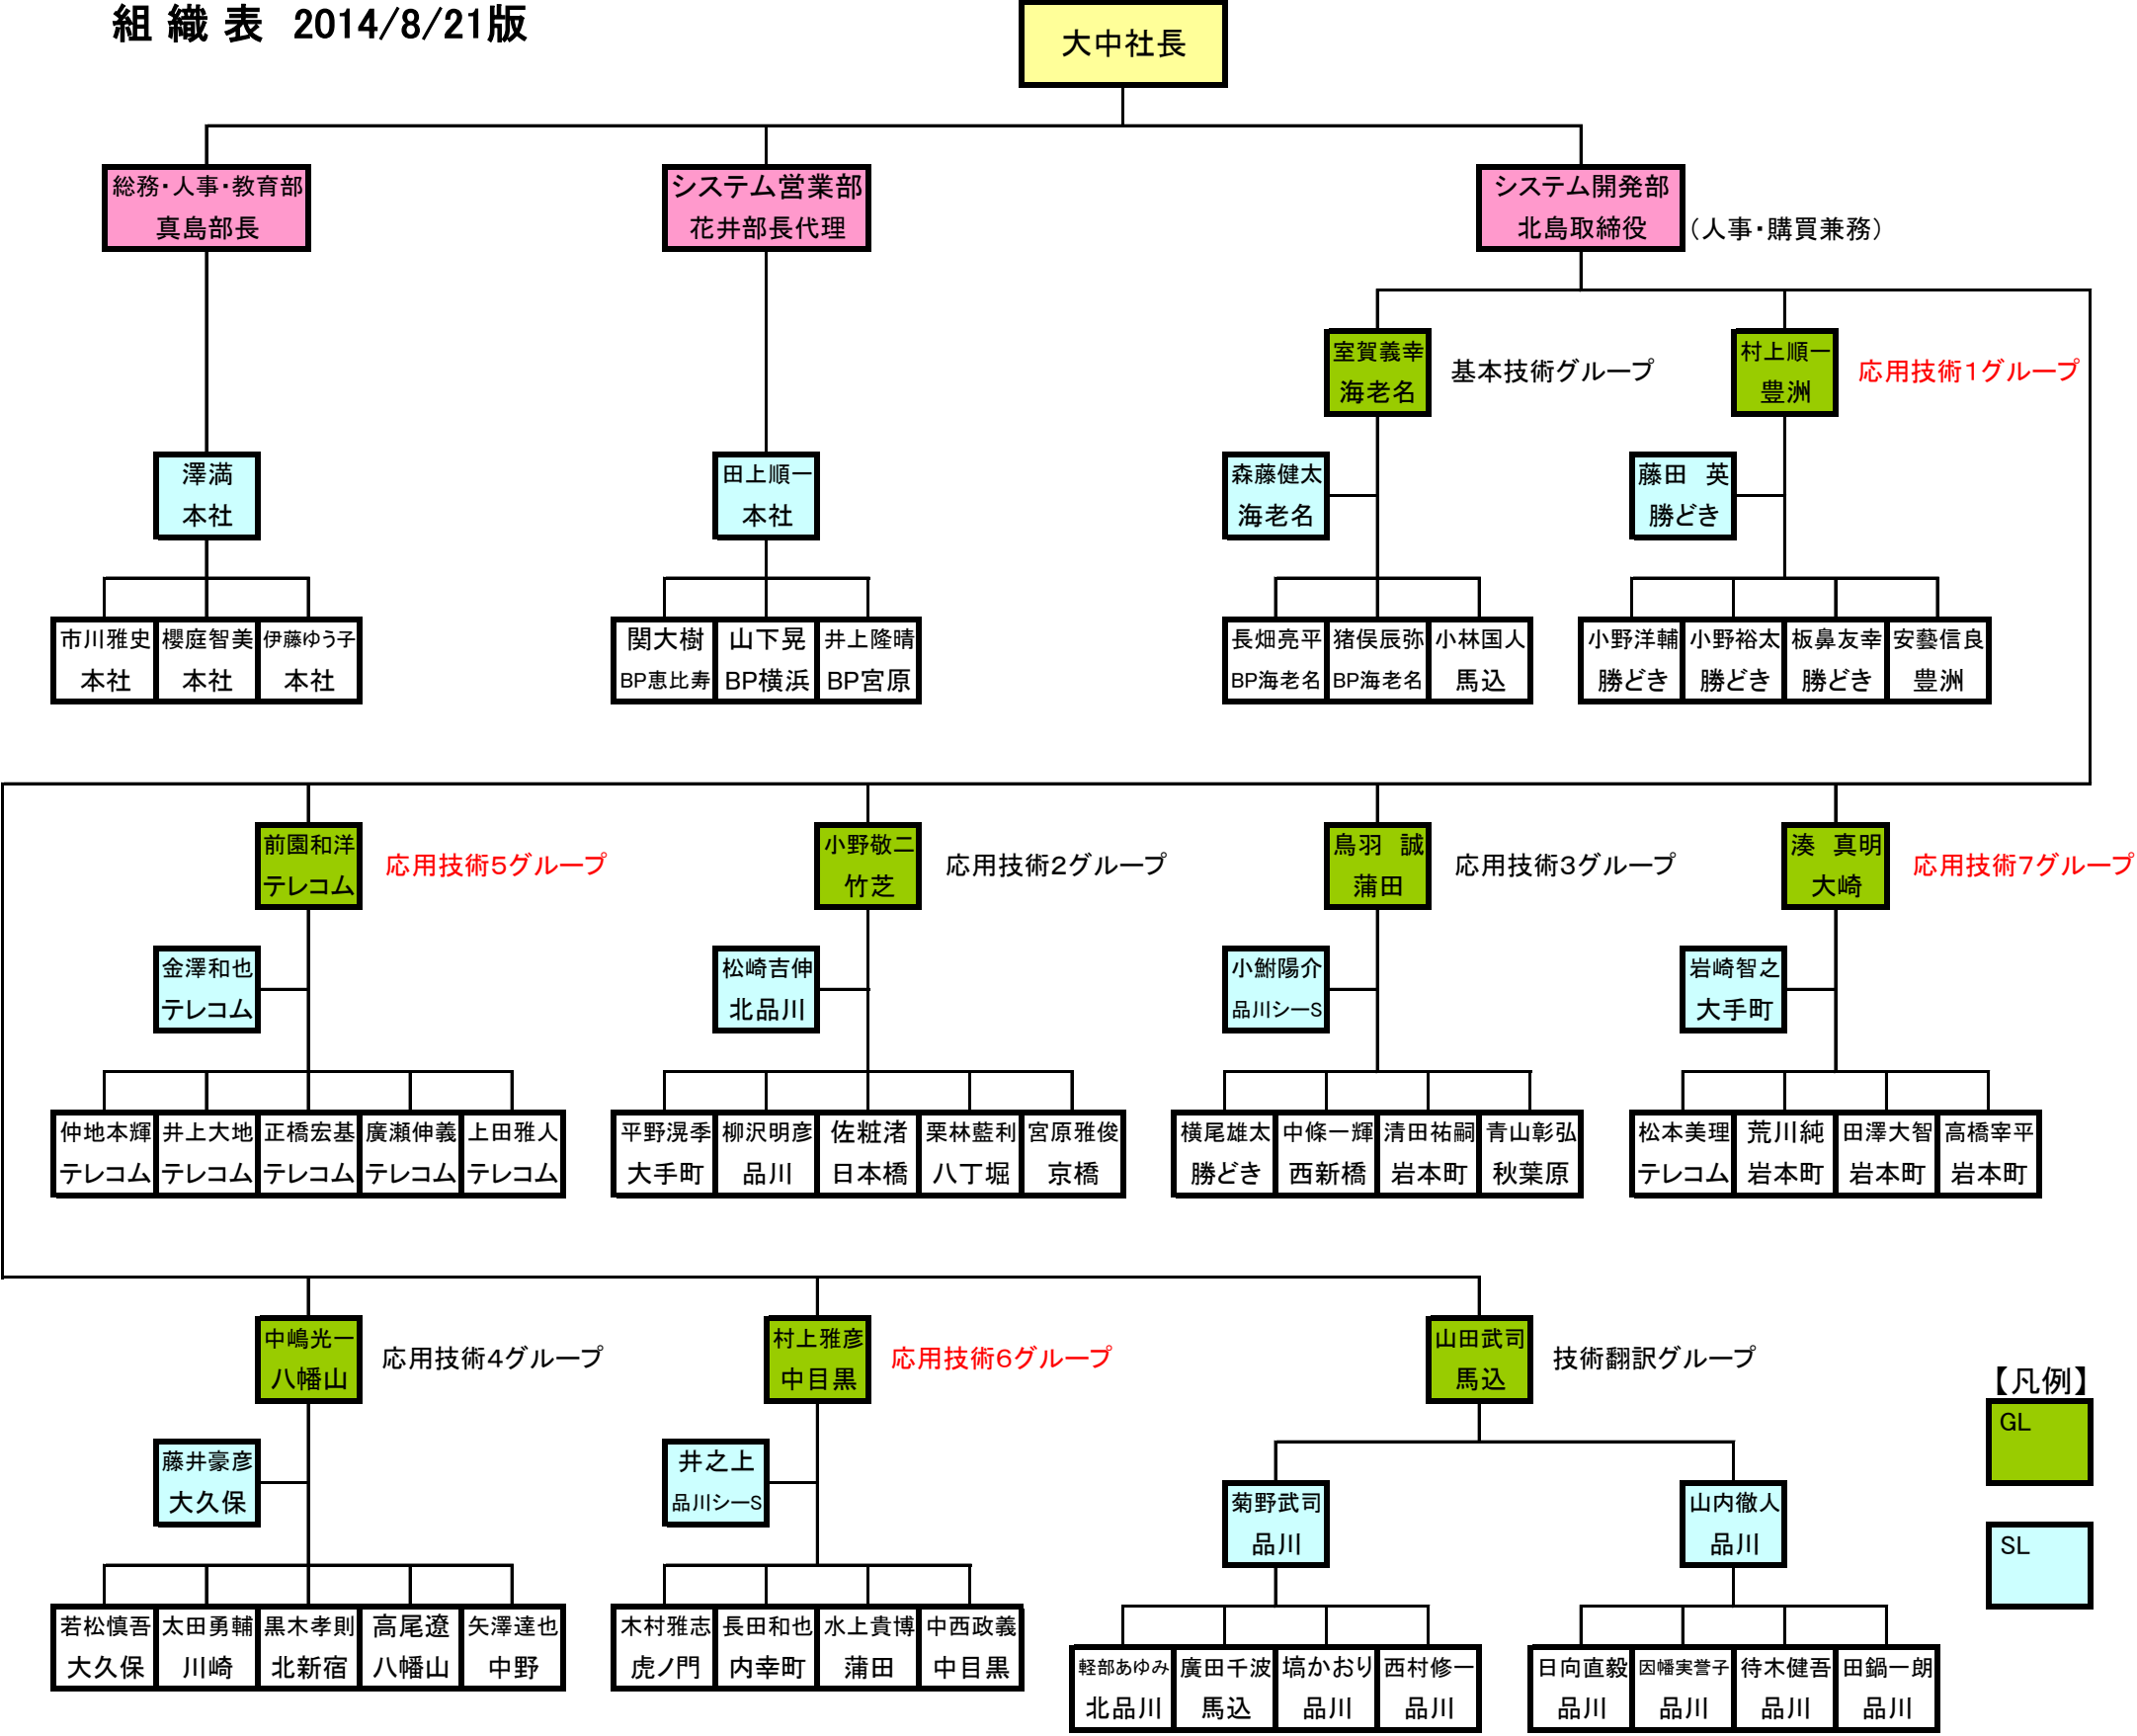 組 織 表　2014/8/21版
大中社長
総務・人事・教育部
真島部長
システム営業部
花井部長代理
システム開発部
北島取締役
（人事・購買兼務）
室賀義幸
海老名
基本技術グループ
村上順一
豊洲
応用技術1グループ
澤満
本社
田上順一
本社
森藤健太
海老名
藤田　英
勝どき
市川雅史
本社
櫻庭智美
本社
伊藤ゆう子
本社
関大樹
BP恵比寿
山下晃
BP横浜
井上隆晴
BP宮原
長畑亮平
BP海老名
猪俣辰弥
BP海老名
小林国人
馬込
小野洋輔
勝どき
小野裕太
勝どき
板鼻友幸
勝どき
安藝信良
豊洲
前園和洋
テレコム
応用技術5グループ
小野敬二
竹芝
応用技術2グループ
鳥羽　誠
蒲田
応用技術3グループ
湊　真明
大崎
応用技術7グループ
金澤和也
テレコム
松崎吉伸
北品川
小鮒陽介
品川シーS
岩崎智之
大手町
仲地本輝
テレコム
井上大地
テレコム
正橋宏基
テレコム
廣瀬伸義
テレコム
上田雅人
テレコム
平野滉季
大手町
柳沢明彦
品川
佐粧渚
日本橋
栗林藍利
八丁堀
宮原雅俊
京橋
横尾雄太
勝どき
中條一輝
西新橋
清田祐嗣
岩本町
青山彰弘
秋葉原
松本美理
テレコム
荒川純
岩本町
田澤大智
岩本町
高橋宰平
岩本町
中嶋光一
八幡山
応用技術4グループ
村上雅彦
中目黒
応用技術6グループ
山田武司
馬込
技術翻訳グループ
【凡例】
GL
SL
藤井豪彦
大久保
井之上
品川シーS
菊野武司
品川
山内徹人
品川
若松慎吾
大久保
太田勇輔
川崎
黒木孝則
北新宿
高尾遼
八幡山
矢澤達也
中野
木村雅志
虎ノ門
長田和也
内幸町
水上貴博
蒲田
中西政義
中目黒
軽部あゆみ
北品川
廣田千波
馬込
塙かおり
品川
西村修一
品川
日向直毅
品川
因幡実誉子
品川
待木健吾
品川
田鍋一朗
品川